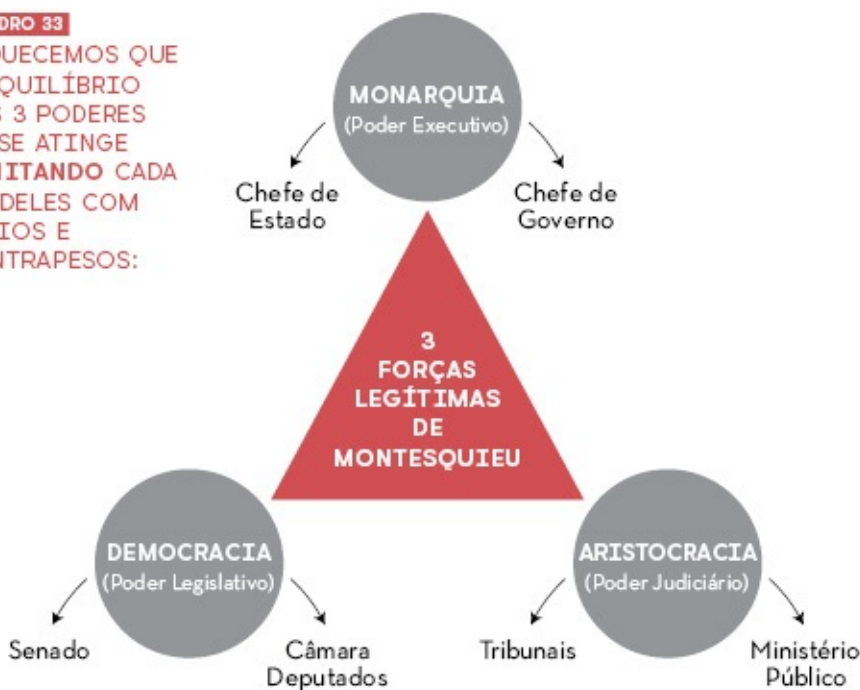 DRO 33
UECEMOS QUE
QUILÍBRIO
S 3 PODERES
SE ATINGE
ITANDO CADA
DELES COM
IOS E
NTRAPESOS:
MONARQUIA
(Poder Executivo)
Chefe de
Estado
Chefe de
Governo
3
FORÇAS
LEGÍTIMAS
DE
MONTESQUIEU
DEMOCRACIA
(Poder Legislativo)
Senado
Câmara
Deputados
ARISTOCRACIA
(Poder Judiciário)
Tribunais
Ministério
Público